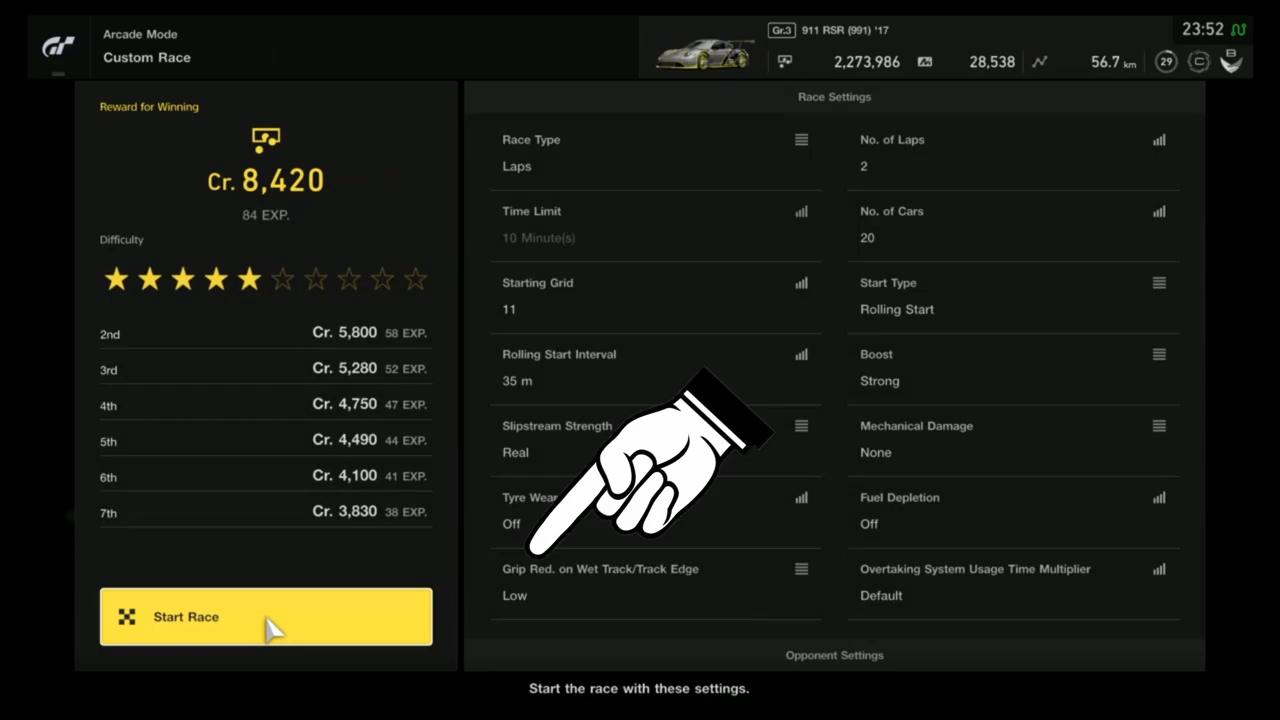 Arcade Mode
Custom Race
Gr.3 911 RSR (991) '17
2,273,986 28,538 56.7 km 29 C B
23:52
Reward for Winning
Cr. 8,420
84 EXP.
Difficulty
2nd Cr. 5,800 58 EXP.
3rd Cr. 5,280 52 EXP.
4th Cr. 4,750 47 EXP.
5th Cr. 4,490 44 EXP.
6th Cr. 4,100 41 EXP.
7th Cr. 3,830 38 EXP.
Start Race
Race Settings
Race Type
Laps
No. of Laps
2
Time Limit
10 Minute(s)
No. of Cars
20
Starting Grid
11
Start Type
Rolling Start
Rolling Start Interval
35 m
Boost
Strong
Slipstream Strength
Real
Mechanical Damage
None
Tyre Wear
Off
Fuel Depletion
Off
Grip Red. on Wet Track/Track Edge
Low
Overtaking System Usage Time Multiplier
Default
Opponent Settings
Start the race with these settings.